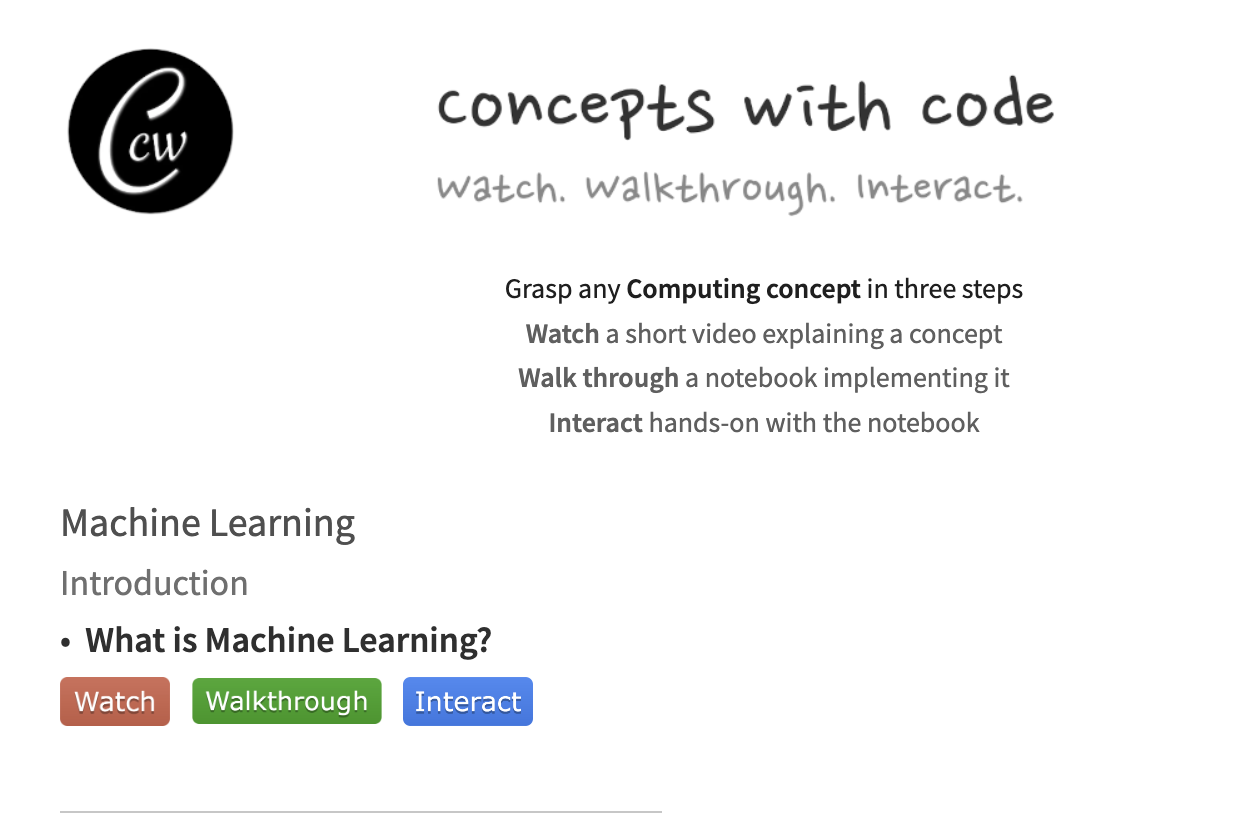 Ccw
concepts with code
Watch. Walkthrough. Interact.
Grasp any Computing concept in three steps
Watch a short video explaining a concept
Walk through a notebook implementing it
Interact hands-on with the notebook
Machine Learning
Introduction
• What is Machine Learning?
Watch Walkthrough Interact